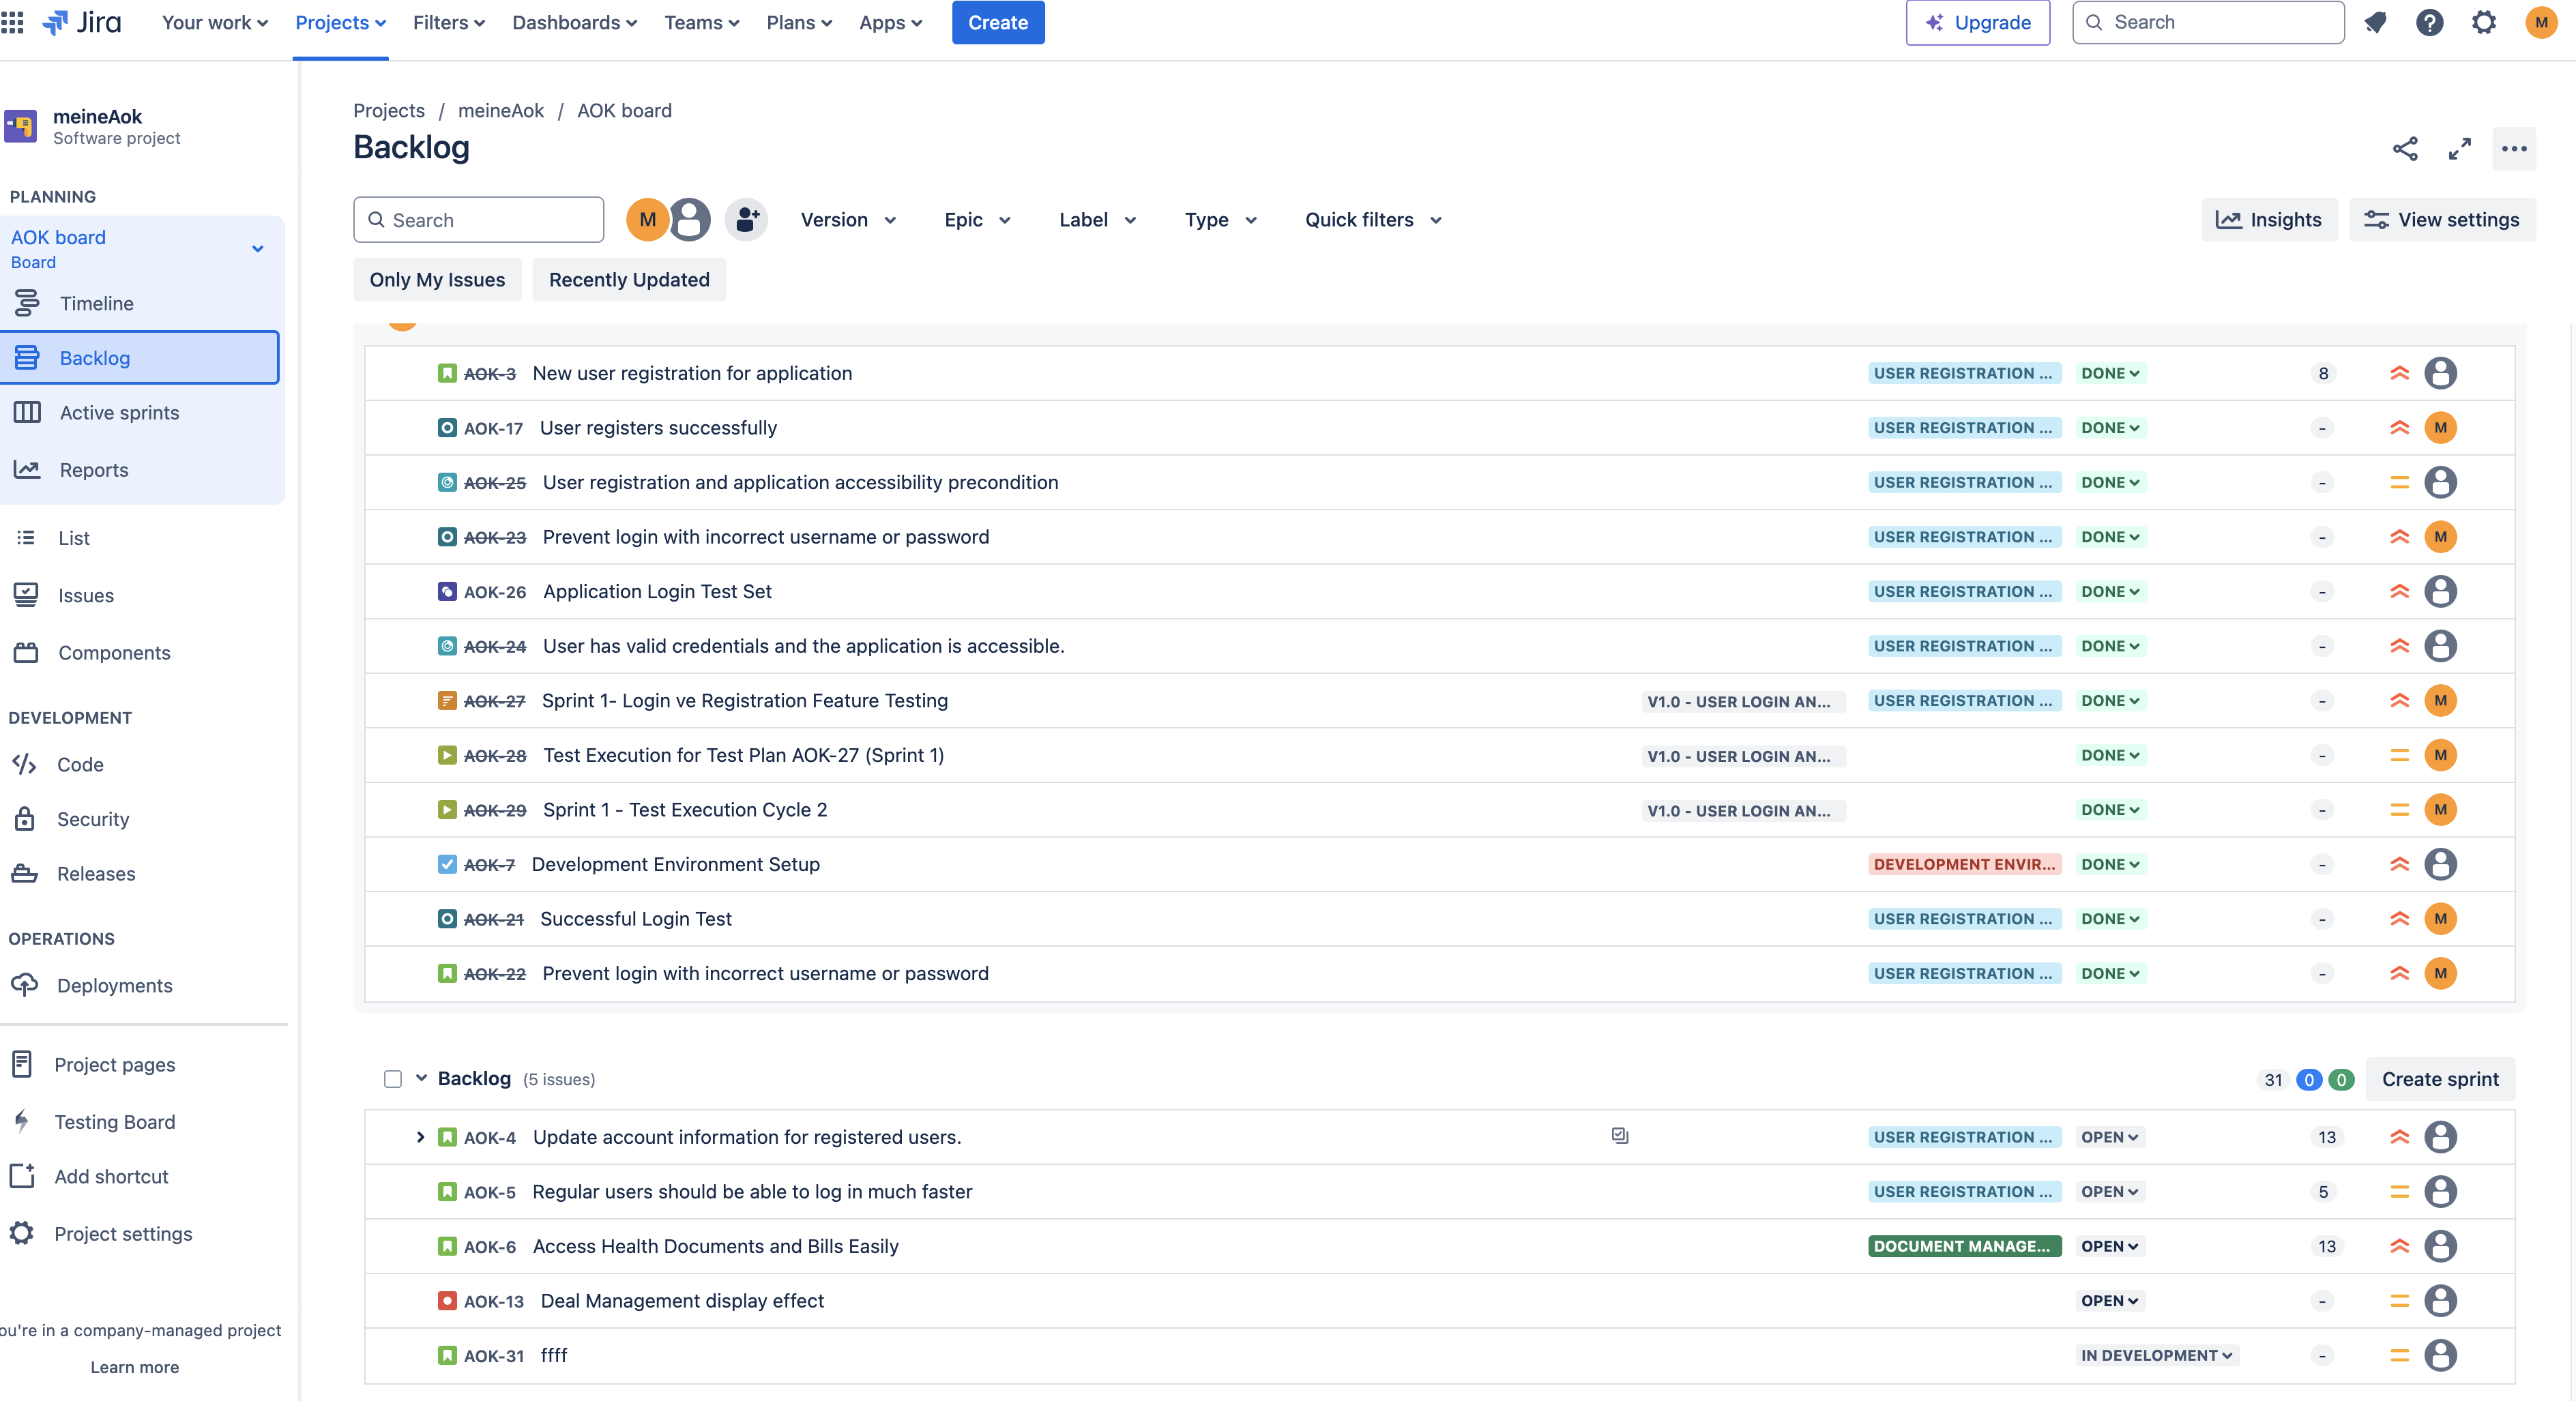 Jira Your work Projects Filters Dashboards Teams Plans Apps Create Upgrade Search M
meineAok
Software project
PLANNING
AOK board
Board
Timeline
Backlog
Active sprints
Reports
List
Issues
Components
DEVELOPMENT
Code
Security
Releases
OPERATIONS
Deployments
Project pages
Testing Board
Add shortcut
Project settings
ou're in a company-managed project
Learn more
Projects / meineAok / AOK board
Backlog
Search M Version Epic Label Type Quick filters Insights View settings
Only My Issues Recently Updated
AOK-3 New user registration for application USER REGISTRATION ... DONE 8
AOK-17 User registers successfully USER REGISTRATION ... DONE - M
AOK-25 User registration and application accessibility precondition USER REGISTRATION ... DONE -
AOK-23 Prevent login with incorrect username or password USER REGISTRATION ... DONE - M
AOK-26 Application Login Test Set USER REGISTRATION ... DONE -
AOK-24 User has valid credentials and the application is accessible. USER REGISTRATION ... DONE -
AOK-27 Sprint 1- Login ve Registration Feature Testing V1.0 - USER LOGIN AN... USER REGISTRATION ... DONE - M
AOK-28 Test Execution for Test Plan AOK-27 (Sprint 1) V1.0 - USER LOGIN AN... DONE - M
AOK-29 Sprint 1 - Test Execution Cycle 2 V1.0 - USER LOGIN AN... DONE - M
AOK-7 Development Environment Setup DEVELOPMENT ENVIR... DONE -
AOK-21 Successful Login Test USER REGISTRATION ... DONE - M
AOK-22 Prevent login with incorrect username or password USER REGISTRATION ... DONE - M
Backlog (5 issues) 31 0 0 Create sprint
AOK-4 Update account information for registered users. USER REGISTRATION ... OPEN 13
AOK-5 Regular users should be able to log in much faster USER REGISTRATION ... OPEN 5
AOK-6 Access Health Documents and Bills Easily DOCUMENT MANAGE... OPEN 13
AOK-13 Deal Management display effect OPEN -
AOK-31 ffff IN DEVELOPMENT -